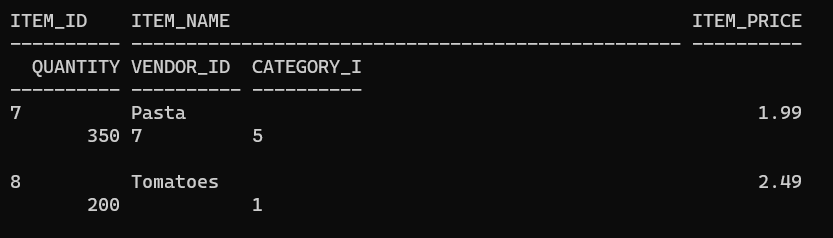 ITEM_ID    ITEM_NAME                                          ITEM_PRICE
---------- -------------------------------------------------- ----------
  QUANTITY VENDOR_ID  CATEGORY_I
---------- ---------- ----------
7          Pasta                                                    1.99
       350 7          5
8          Tomatoes                                                 2.49
       200            1